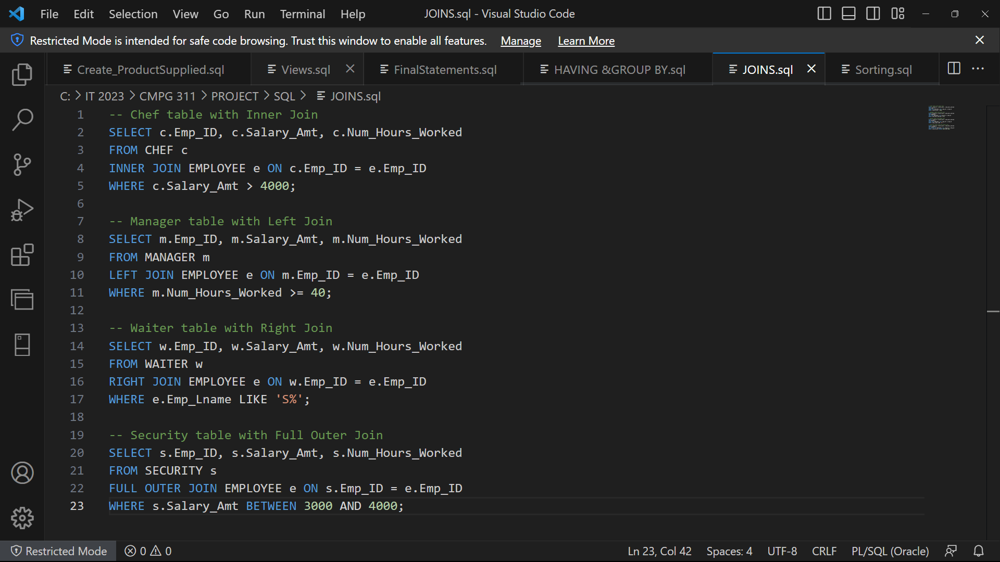 File Edit Selection View Go Run Terminal Help JOINS.sql - Visual Studio Code
Restricted Mode is intended for safe code browsing. Trust this window to enable all features. Manage Learn More
Create_ProductSupplied.sql Views.sql FinalStatements.sql HAVING &GROUP BY.sql JOINS.sql Sorting.sql
C: > IT 2023 > CMPG 311 > PROJECT > SQL > JOINS.sql
1 -- Chef table with Inner Join
2 SELECT c.Emp_ID, c.Salary_Amt, c.Num_Hours_Worked
3 FROM CHEF c
4 INNER JOIN EMPLOYEE e ON c.Emp_ID = e.Emp_ID
5 WHERE c.Salary_Amt > 4000;
6
7 -- Manager table with Left Join
8 SELECT m.Emp_ID, m.Salary_Amt, m.Num_Hours_Worked
9 FROM MANAGER m
10 LEFT JOIN EMPLOYEE e ON m.Emp_ID = e.Emp_ID
11 WHERE m.Num_Hours_Worked >= 40;
12
13 -- Waiter table with Right Join
14 SELECT w.Emp_ID, w.Salary_Amt, w.Num_Hours_Worked
15 FROM WAITER w
16 RIGHT JOIN EMPLOYEE e ON w.Emp_ID = e.Emp_ID
17 WHERE e.Emp_Lname LIKE 'S%';
18
19 -- Security table with Full Outer Join
20 SELECT s.Emp_ID, s.Salary_Amt, s.Num_Hours_Worked
21 FROM SECURITY s
22 FULL OUTER JOIN EMPLOYEE e ON s.Emp_ID = e.Emp_ID
23 WHERE s.Salary_Amt BETWEEN 3000 AND 4000;
Restricted Mode 0 0 Ln 23, Col 42 Spaces: 4 UTF-8 CRLF PL/SQL (Oracle)